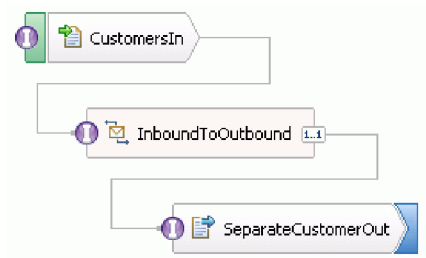 I CustomersIn
I InboundToOutbound 1..1
I SeparateCustomerOut